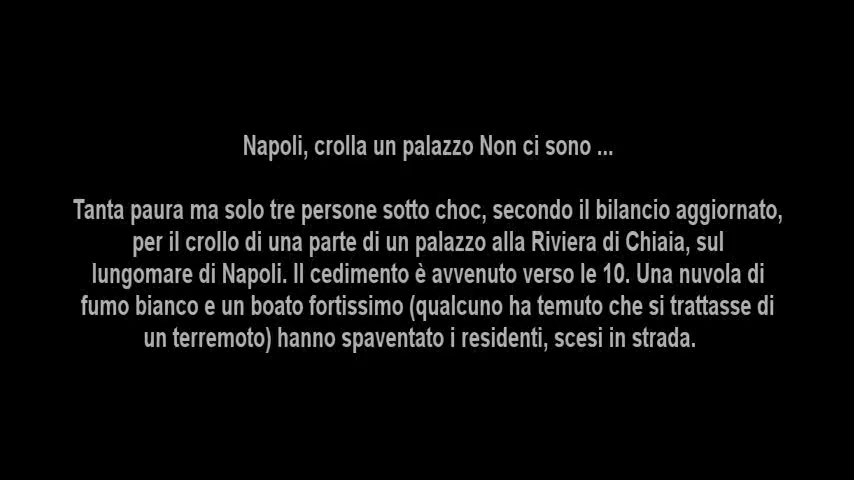 Napoli, crolla un palazzo Non ci sono ...
Tanta paura ma solo tre persone sotto choc, secondo il bilancio aggiornato,
per il crollo di una parte di un palazzo alla Riviera di Chiaia, sul
lungomare di Napoli. Il cedimento è avvenuto verso le 10. Una nuvola di
fumo bianco e un boato fortissimo (qualcuno ha temuto che si trattasse di
un terremoto) hanno spaventato i residenti, scesi in strada.